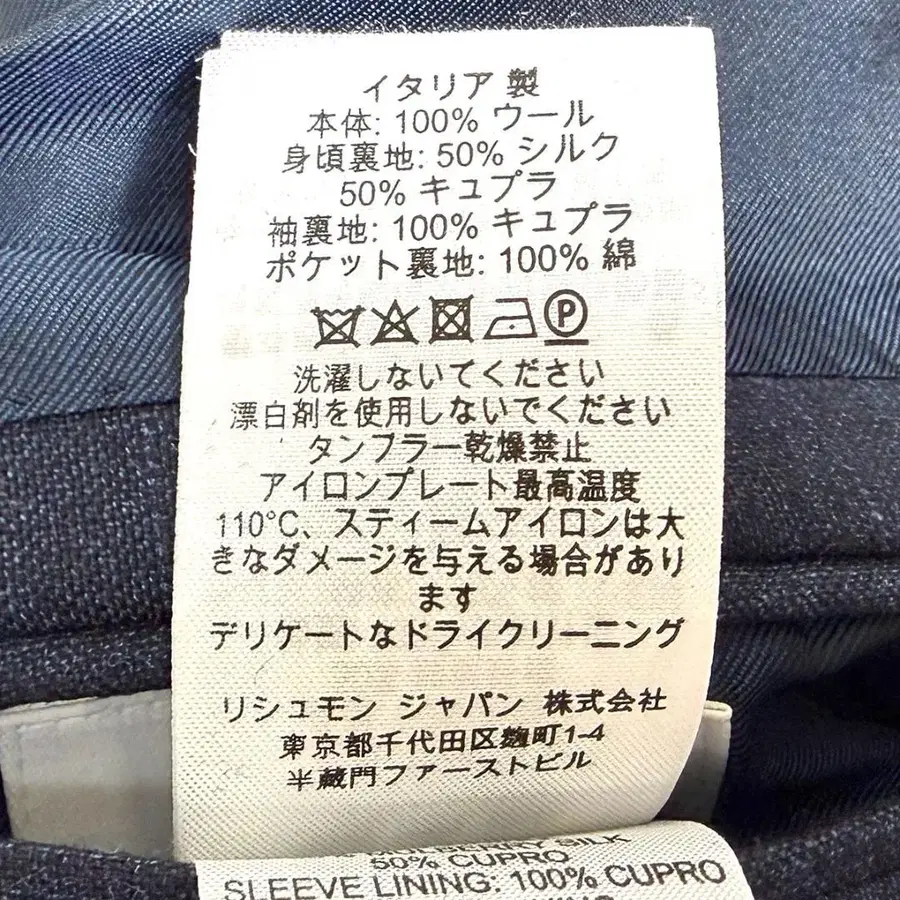 イタリア 製
本体: 100% ウール
身頃裏地: 50% シルク
50% キュプラ
袖裏地: 100% キュプラ
ポケット裏地: 100% 綿
P
洗濯しないてください
漂白剤を使用しないでください
タンブラー乾燥禁止
アイロンプレート最高温度
110°C、スティームアイロンは大
きなダメージを与える場合があり
ます
デリケートなドライクリーニング
リシュモン ジャパン 株式会社
東京都千代田区麹町1-4
半蔵門ファーストビル
MULBERRY SILK
50% CUPRO
SLEEVE LINING: 100% CUPRO